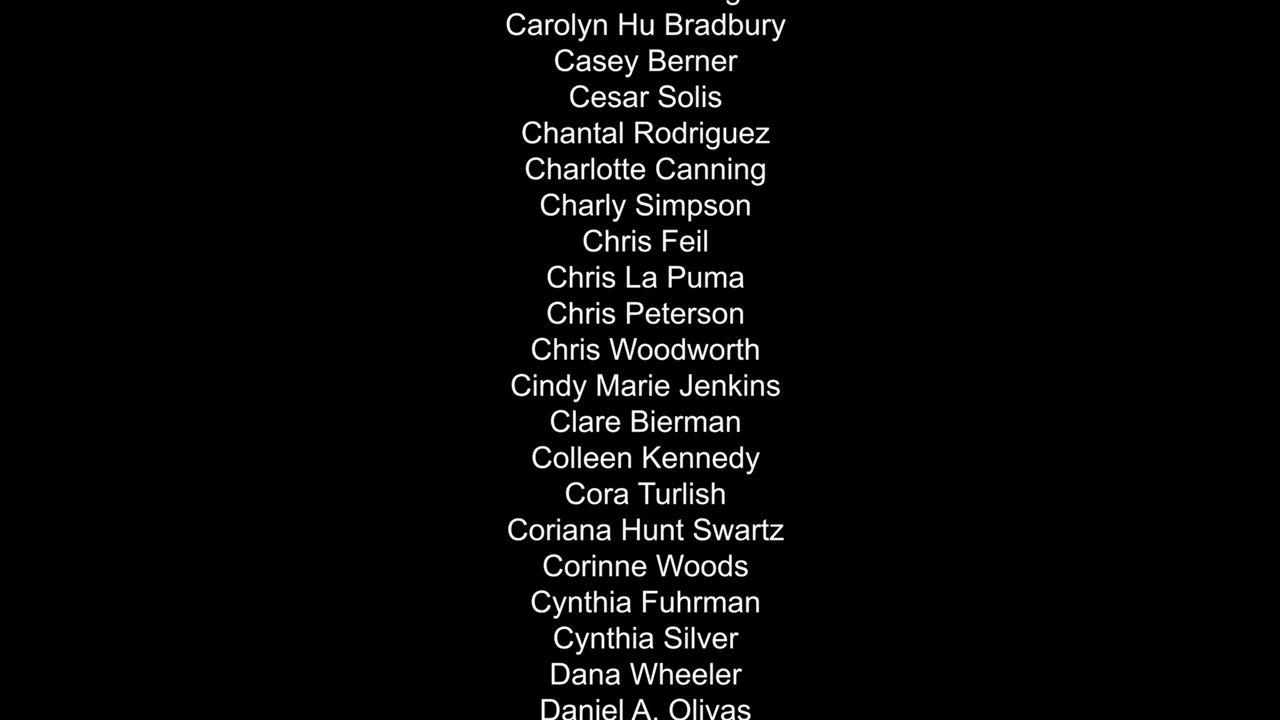 Carolyn Hu Bradbury
Casey Berner
Cesar Solis
Chantal Rodriguez
Charlotte Canning
Charly Simpson
Chris Feil
Chris La Puma
Chris Peterson
Chris Woodworth
Cindy Marie Jenkins
Clare Bierman
Colleen Kennedy
Cora Turlish
Coriana Hunt Swartz
Corinne Woods
Cynthia Fuhrman
Cynthia Silver
Dana Wheeler
Daniel A. Olivas